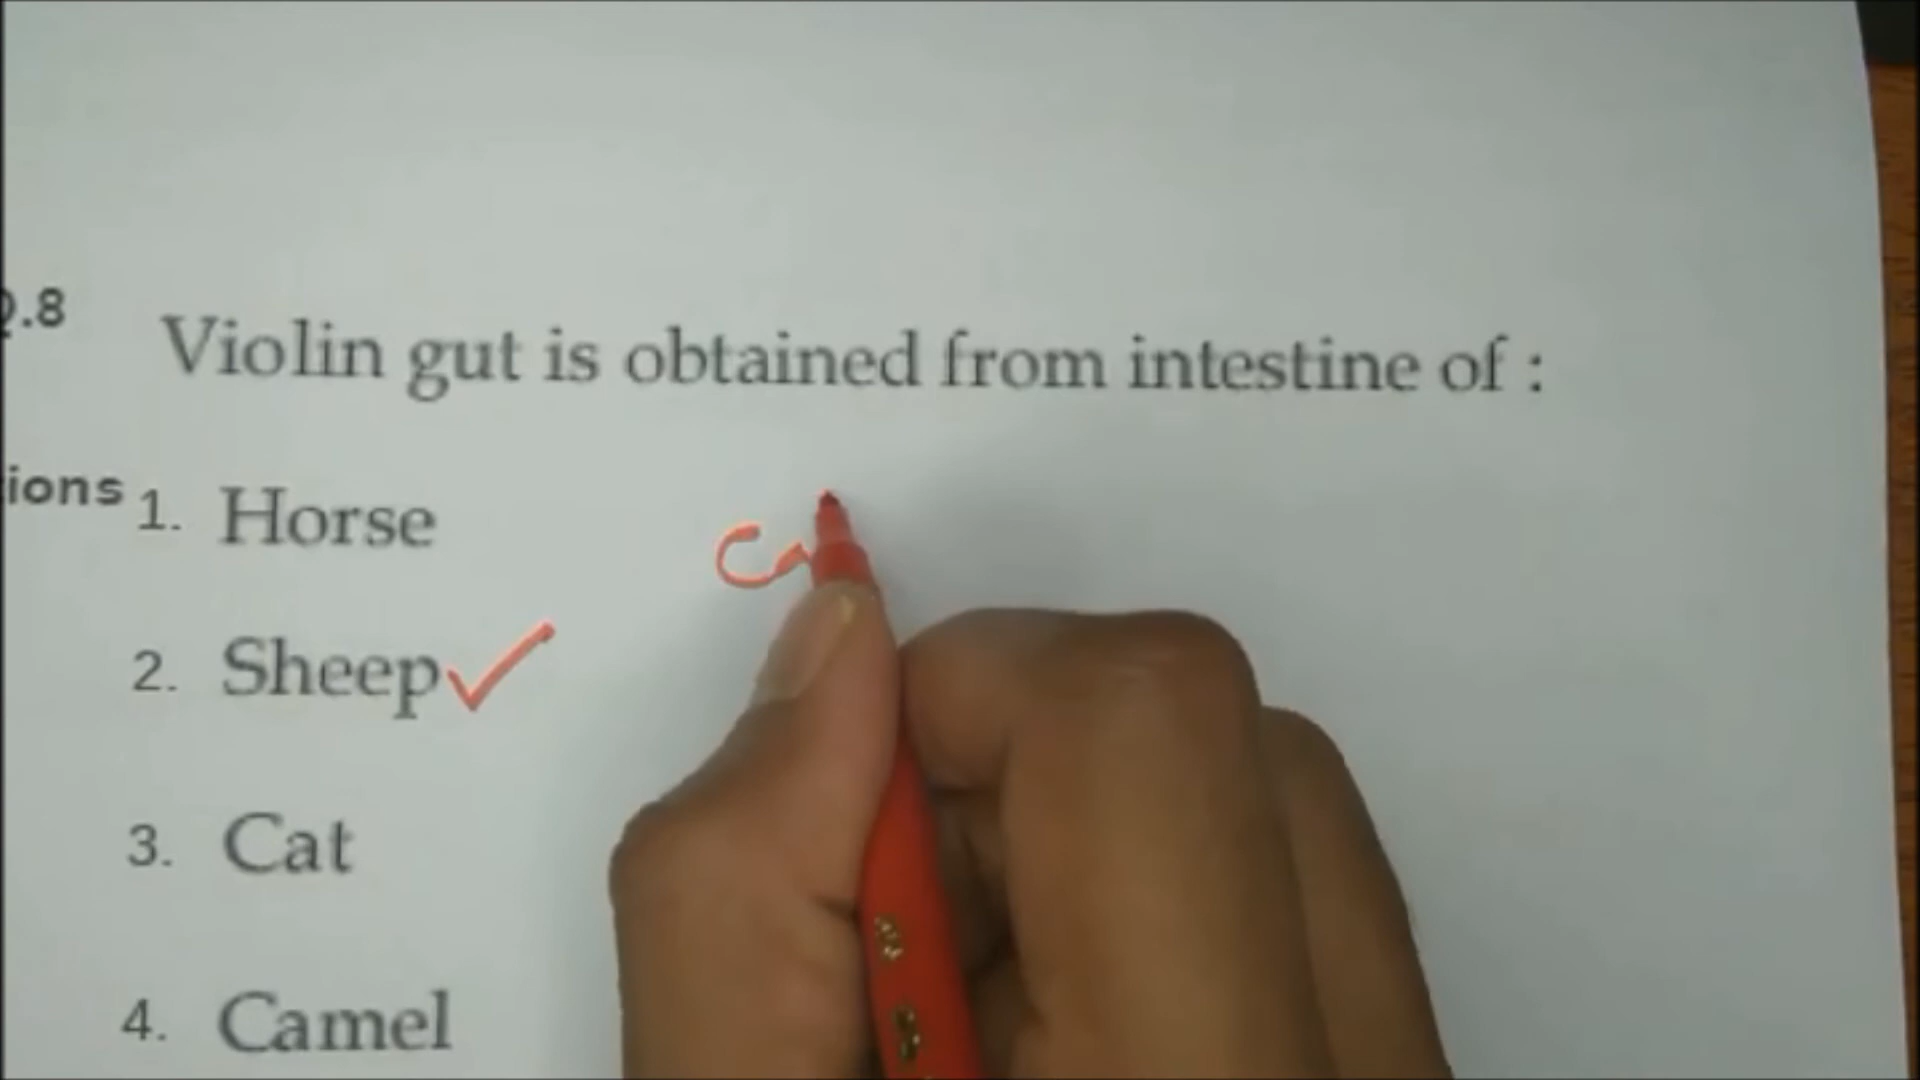 .8 Violin gut is obtained from intestine of :
ions 1. Horse
2. Sheep
3. Cat
4. Camel